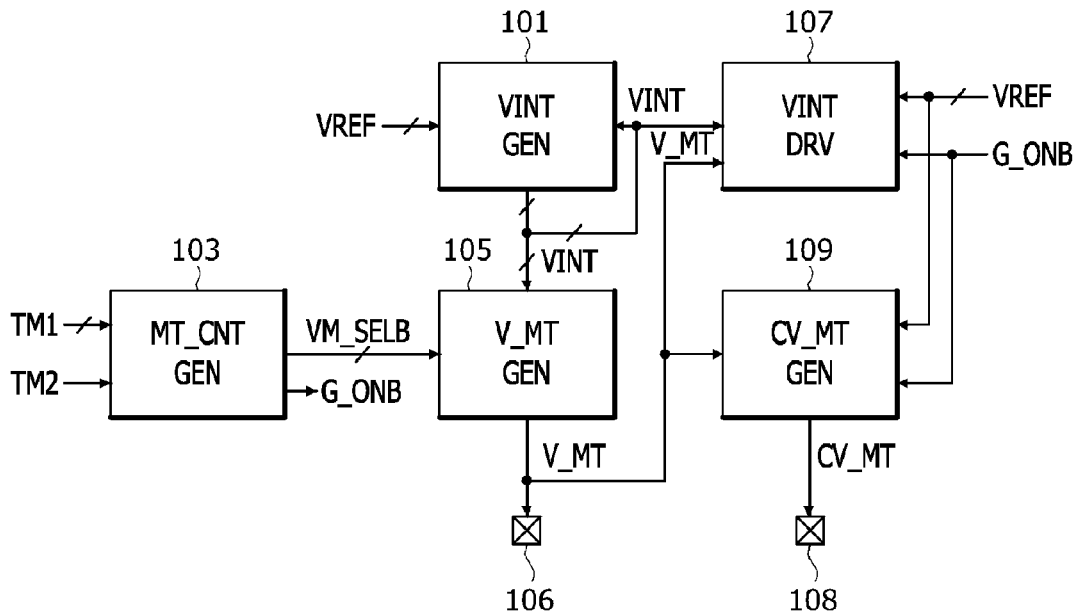 101
107
VREF
VINT
GEN
VINT
V_MT
VINT
DRV
VREF
G_ONB
103
105
VINT
109
TM1
TM2
MT_CNT
GEN
VM_SELB
G_ONB
V_MT
GEN
CV_MT
GEN
V_MT
CV_MT
106
108